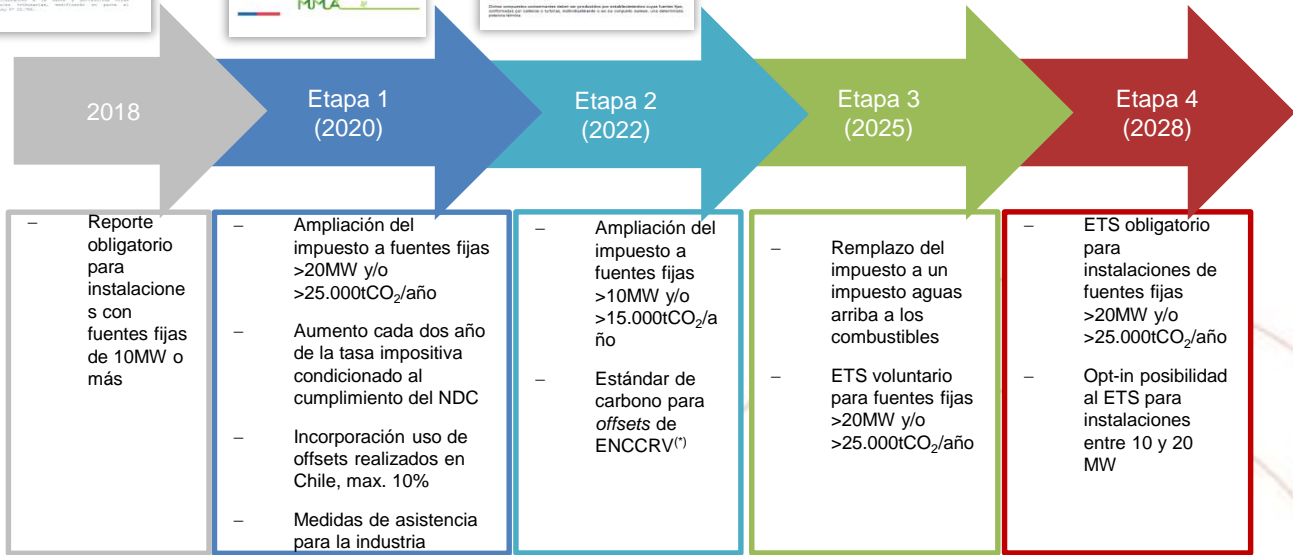 MMA
2018
Etapa 1
(2020)
Etapa 2
(2022)
Etapa 3
(2025)
Etapa 4
(2028)
– Reporte
obligatorio
para
instalacione
s con
fuentes fijas
de 10MW o
más
– Ampliación del
impuesto a fuentes fijas
>20MW y/o
>25.000tCO₂/año
– Aumento cada dos año
de la tasa impositiva
condicionado al
cumplimiento del NDC
– Incorporación uso de
offsets realizados en
Chile, max. 10%
– Medidas de asistencia
para la industria
– Ampliación del
impuesto a
fuentes fijas
>10MW y/o
>15.000tCO₂/a
ño
– Estándar de
carbono para
offsets de
ENCCRV(*)
– Remplazo del
impuesto a un
impuesto aguas
arriba a los
combustibles
– ETS voluntario
para fuentes fijas
>20MW y/o
>25.000tCO₂/año
– ETS obligatorio
para
instalaciones de
fuentes fijas
>20MW y/o
>25.000tCO₂/año
– Opt-in posibilidad
al ETS para
instalaciones
entre 10 y 20
MW